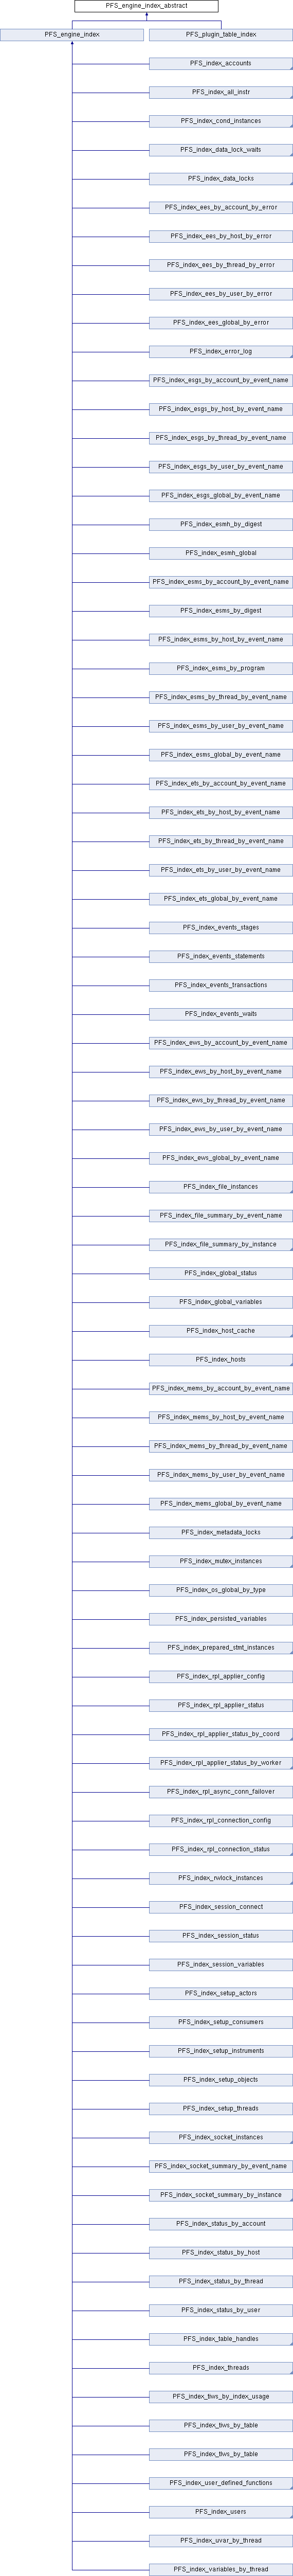 PFS_engine_index_abstract
PFS_engine_index
PFS_plugin_table_index
PFS_index_accounts
PFS_index_all_instr
PFS_index_cond_instances
PFS_index_data_lock_waits
PFS_index_data_locks
PFS_index_ees_by_account_by_error
PFS_index_ees_by_host_by_error
PFS_index_ees_by_thread_by_error
PFS_index_ees_by_user_by_error
PFS_index_ees_global_by_error
PFS_index_error_log
PFS_index_esgs_by_account_by_event_name
PFS_index_esgs_by_host_by_event_name
PFS_index_esgs_by_thread_by_event_name
PFS_index_esgs_by_user_by_event_name
PFS_index_esgs_global_by_event_name
PFS_index_esmh_by_digest
PFS_index_esmh_global
PFS_index_esms_by_account_by_event_name
PFS_index_esms_by_digest
PFS_index_esms_by_host_by_event_name
PFS_index_esms_by_program
PFS_index_esms_by_thread_by_event_name
PFS_index_esms_by_user_by_event_name
PFS_index_esms_global_by_event_name
PFS_index_ets_by_account_by_event_name
PFS_index_ets_by_host_by_event_name
PFS_index_ets_by_thread_by_event_name
PFS_index_ets_by_user_by_event_name
PFS_index_ets_global_by_event_name
PFS_index_events_stages
PFS_index_events_statements
PFS_index_events_transactions
PFS_index_events_waits
PFS_index_ews_by_account_by_event_name
PFS_index_ews_by_host_by_event_name
PFS_index_ews_by_thread_by_event_name
PFS_index_ews_by_user_by_event_name
PFS_index_ews_global_by_event_name
PFS_index_file_instances
PFS_index_file_summary_by_event_name
PFS_index_file_summary_by_instance
PFS_index_global_status
PFS_index_global_variables
PFS_index_host_cache
PFS_index_hosts
PFS_index_mems_by_account_by_event_name
PFS_index_mems_by_host_by_event_name
PFS_index_mems_by_thread_by_event_name
PFS_index_mems_by_user_by_event_name
PFS_index_mems_global_by_event_name
PFS_index_metadata_locks
PFS_index_mutex_instances
PFS_index_os_global_by_type
PFS_index_persisted_variables
PFS_index_prepared_stmt_instances
PFS_index_rpl_applier_config
PFS_index_rpl_applier_status
PFS_index_rpl_applier_status_by_coord
PFS_index_rpl_applier_status_by_worker
PFS_index_rpl_async_conn_failover
PFS_index_rpl_connection_config
PFS_index_rpl_connection_status
PFS_index_rwlock_instances
PFS_index_session_connect
PFS_index_session_status
PFS_index_session_variables
PFS_index_setup_actors
PFS_index_setup_consumers
PFS_index_setup_instruments
PFS_index_setup_objects
PFS_index_setup_threads
PFS_index_socket_instances
PFS_index_socket_summary_by_event_name
PFS_index_socket_summary_by_instance
PFS_index_status_by_account
PFS_index_status_by_host
PFS_index_status_by_thread
PFS_index_status_by_user
PFS_index_table_handles
PFS_index_threads
PFS_index_tiws_by_index_usage
PFS_index_tiws_by_table
PFS_index_tlws_by_table
PFS_index_user_defined_functions
PFS_index_users
PFS_index_uvar_by_thread
PFS_index_variables_by_thread